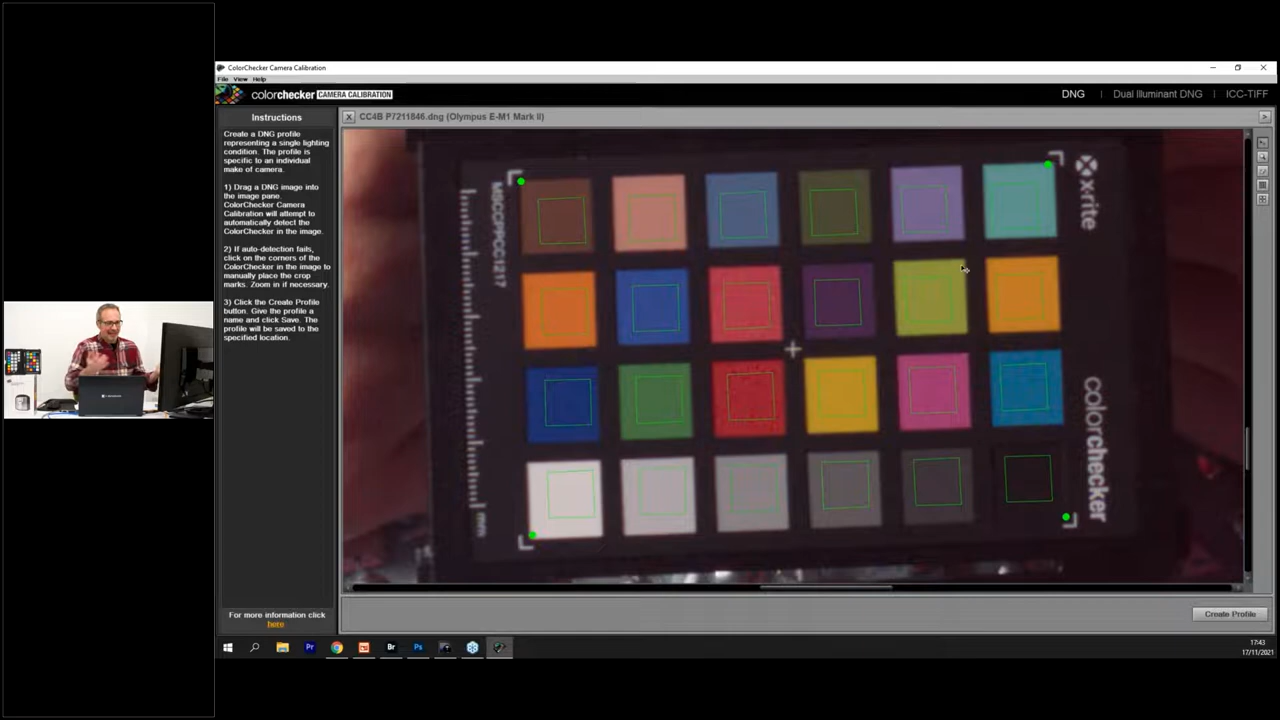 ColorChecker Camera Calibration
File View Help
colorchecker CAMERA CALIBRATION
DNG | Dual Illuminant DNG | ICC-TIFF
Instructions
X CC4B P7211846.dng (Olympus E-M1 Mark II) >
Create a DNG profile
representing a single lighting
condition. The profile is
specific to an individual
make of camera.
1) Drag a DNG image into
the image pane.
ColorChecker Camera
Calibration will attempt to
automatically detect the
ColorChecker in the image.
2) If auto-detection fails,
click on the corners of the
ColorChecker in the image to
manually place the crop
marks. Zoom in if necessary.
3) Click the Create Profile
button. Give the profile a
name and click Save. The
profile will be saved to the
specified location.
MSCCPPCC1217
mm
x-rite
colorchecker
For more information click
here
Create Profile
Pr
Br
Ps
17:43
17/11/2021